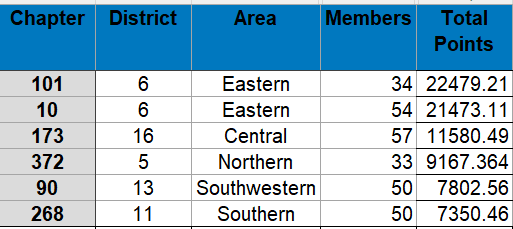 Chapter District Area Members Total Points
101 6 Eastern 34 22479.21
10 6 Eastern 54 21473.11
173 16 Central 57 11580.49
372 5 Northern 33 9167.364
90 13 Southwestern 50 7802.56
268 11 Southern 50 7350.46